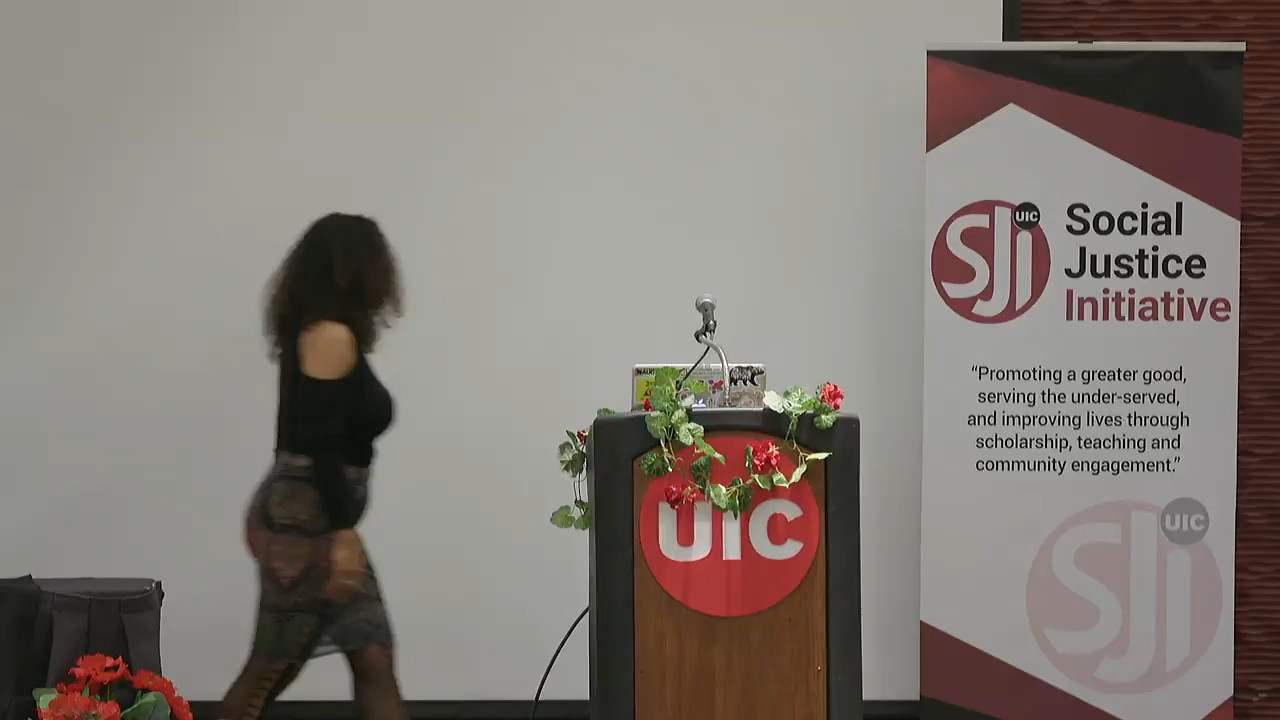 SJi
UIC
Social
Justice
Initiative
“Promoting a greater good,
serving the under-served,
and improving lives through
scholarship, teaching and
community engagement.”
UIC
SJi
UIC